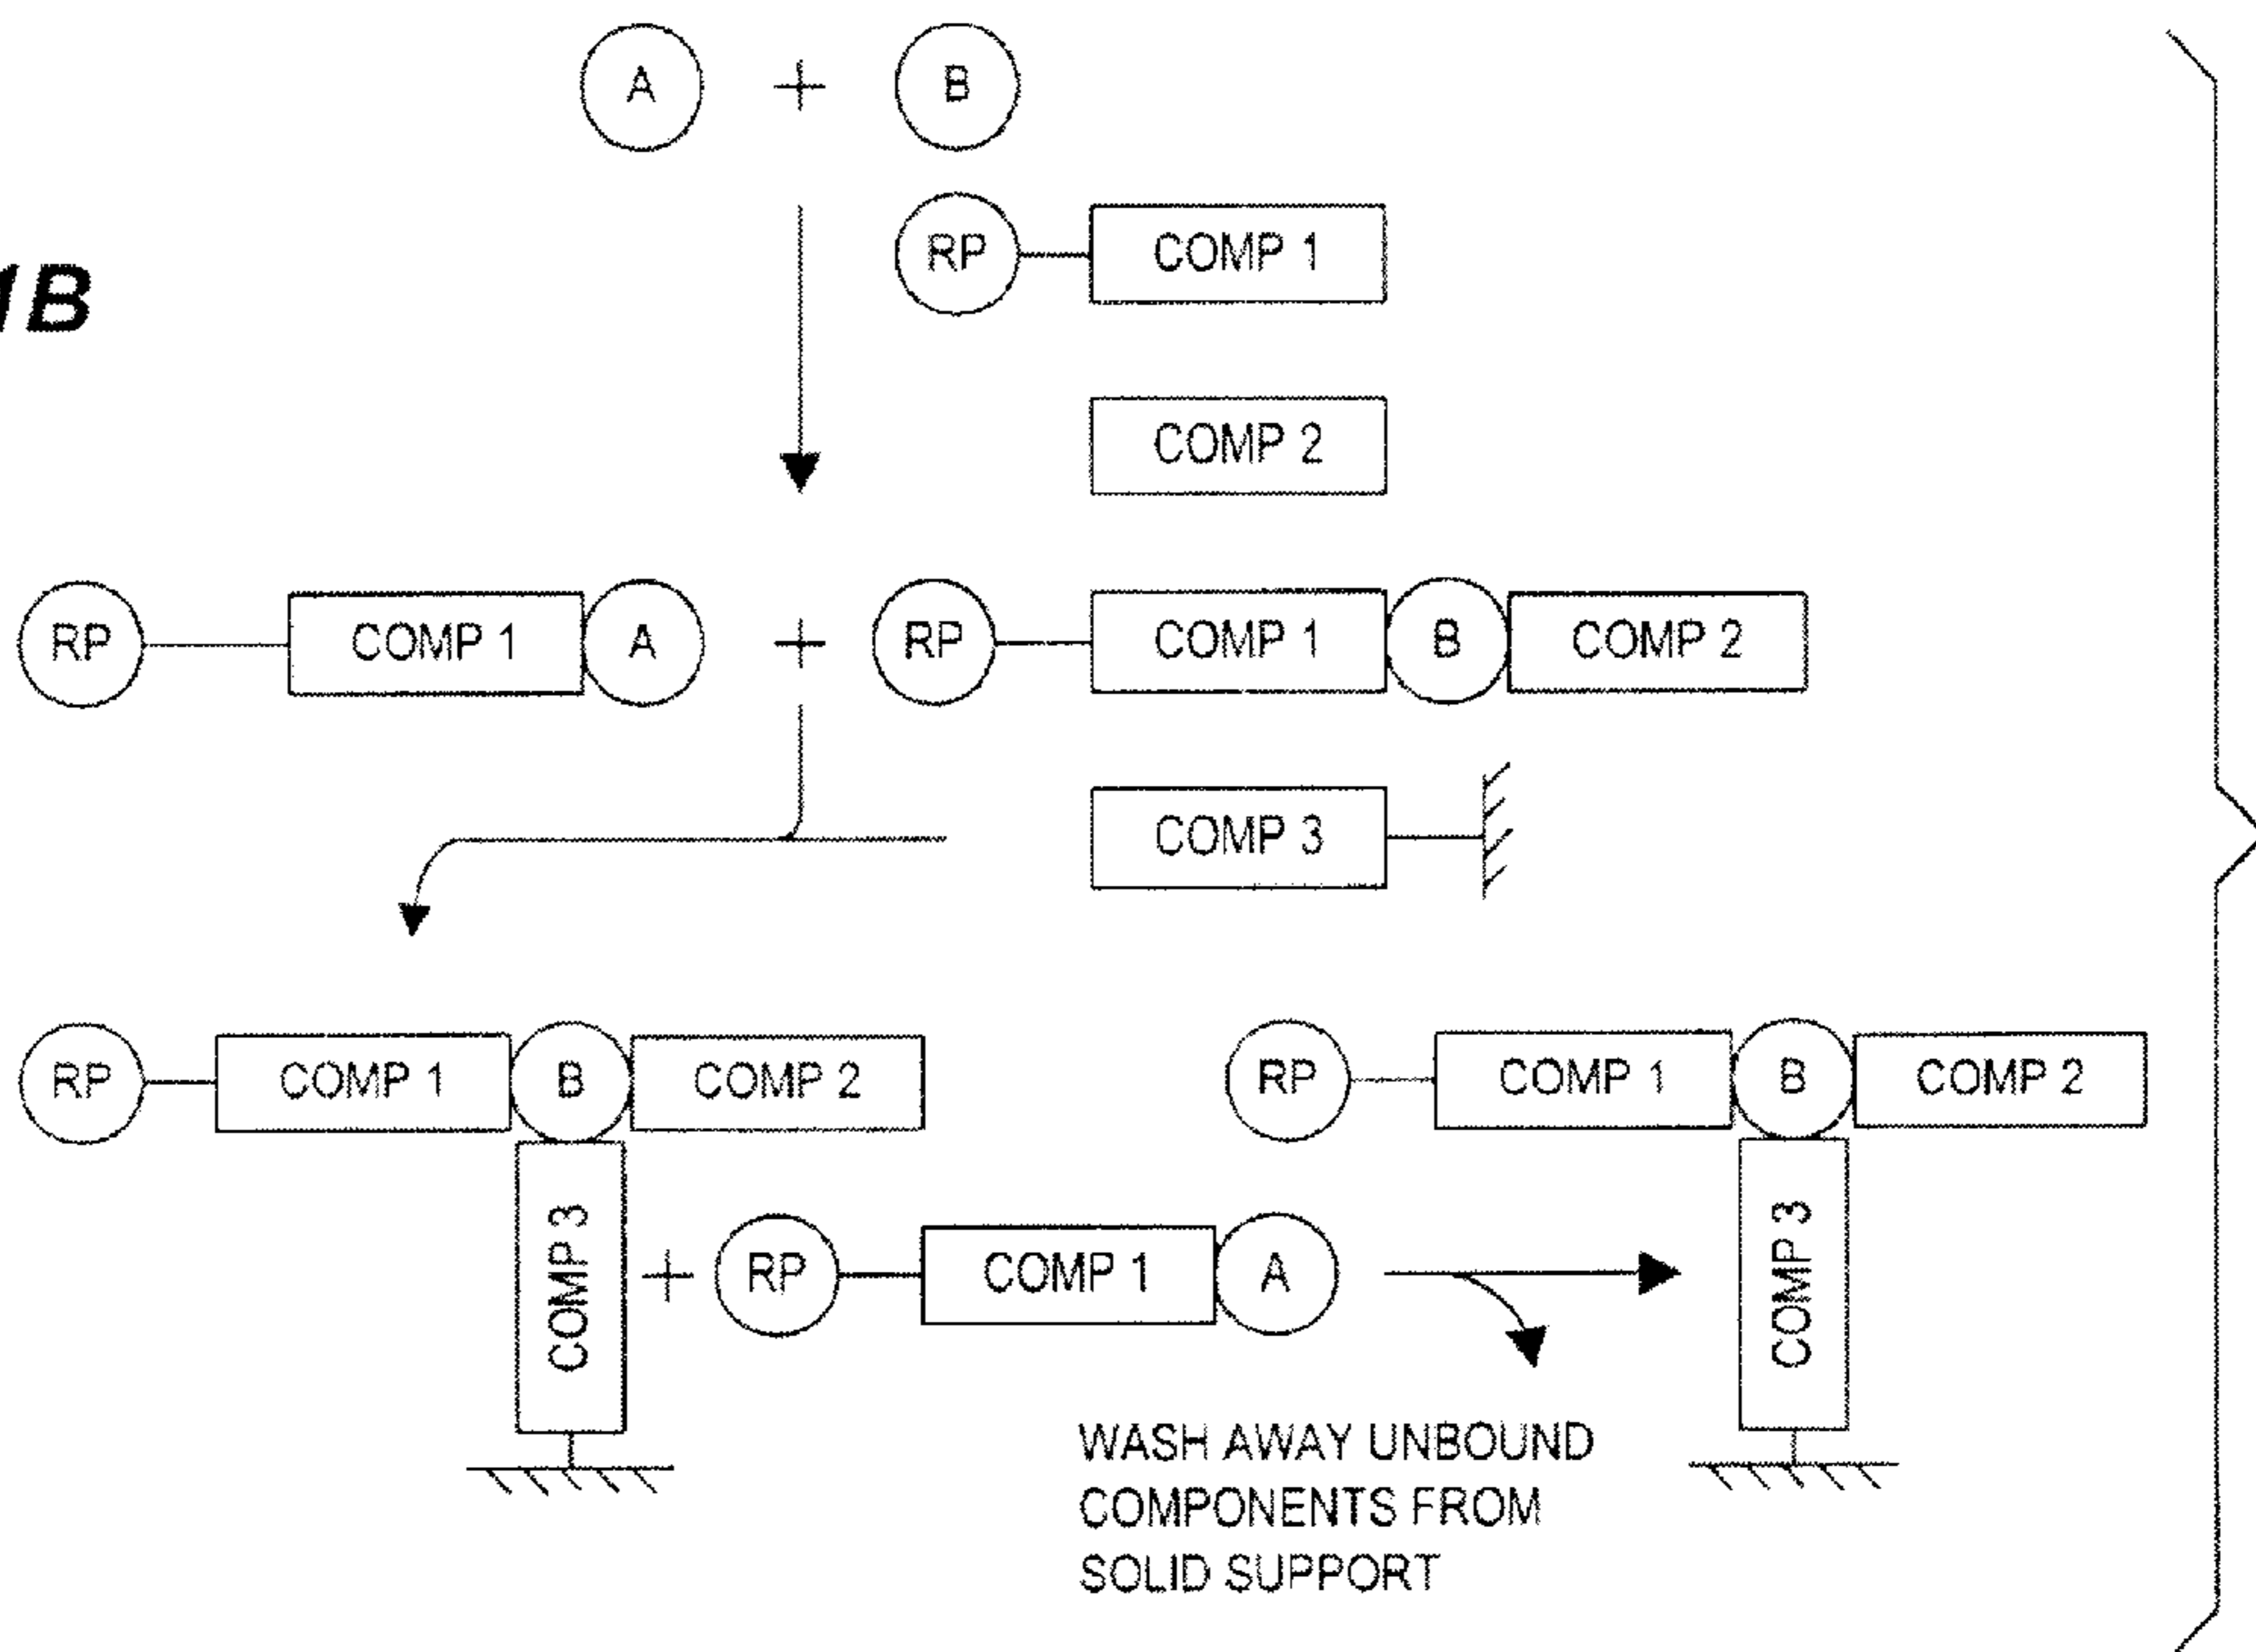 A + B
RP COMP 1
1B
COMP 2
RP COMP 1 A + RP COMP 1 B COMP 2
COMP 3
RP COMP 1 B COMP 2 RP COMP 1 B COMP 2
COMP 3 + RP COMP 1 A COMP 3
WASH AWAY UNBOUND
COMPONENTS FROM
SOLID SUPPORT